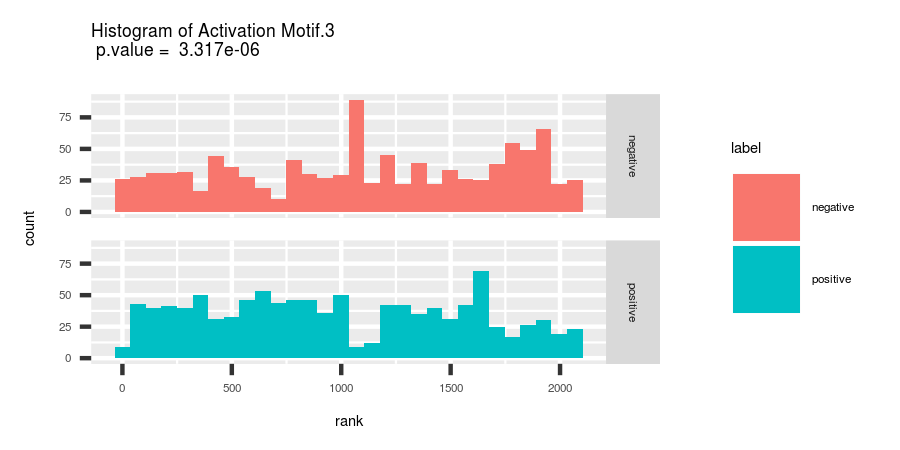 Histogram of Activation Motif.3
p.value = 3.317e-06
count
75
50
25
0
negative
75
50
25
0
positive
0
500
1000
1500
2000
rank
label
negative
positive